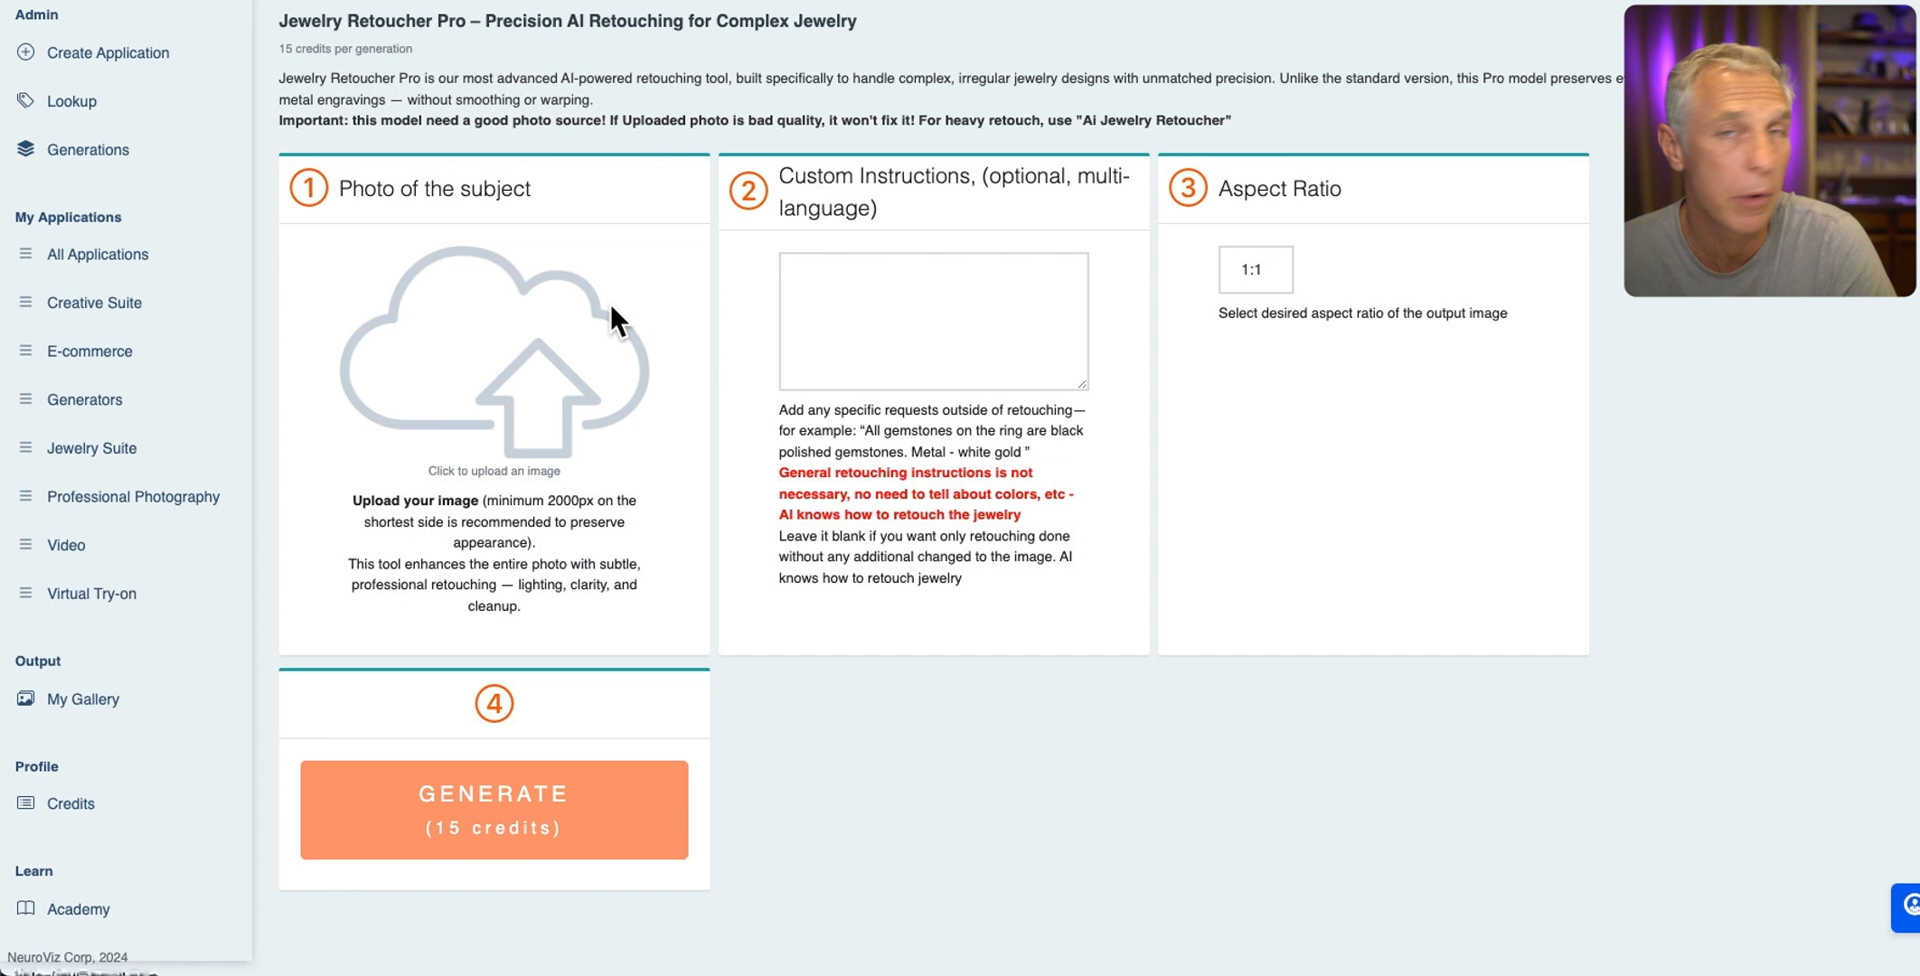 Admin
Create Application
Lookup
Generations
My Applications
All Applications
Creative Suite
E-commerce
Generators
Jewelry Suite
Professional Photography
Video
Virtual Try-on
Output
My Gallery
Profile
Credits
Learn
Academy
NeuroViz Corp, 2024
Jewelry Retoucher Pro – Precision AI Retouching for Complex Jewelry
15 credits per generation
Jewelry Retoucher Pro is our most advanced AI-powered retouching tool, built specifically to handle complex, irregular jewelry designs with unmatched precision. Unlike the standard version, this Pro model preserves
metal engravings — without smoothing or warping.
Important: this model need a good photo source! If Uploaded photo is bad quality, it won't fix it! For heavy retouch, use "Ai Jewelry Retoucher"
1 Photo of the subject
Click to upload an image
Upload your image (minimum 2000px on the
shortest side is recommended to preserve
appearance).
This tool enhances the entire photo with subtle,
professional retouching — lighting, clarity, and
cleanup.
2 Custom Instructions, (optional, multi-
language)
Add any specific requests outside of retouching—
for example: “All gemstones on the ring are black
polished gemstones. Metal - white gold ”
General retouching instructions is not
necessary, no need to tell about colors, etc -
AI knows how to retouch the jewelry
Leave it blank if you want only retouching done
without any additional changed to the image. AI
knows how to retouch jewelry
3 Aspect Ratio
1:1
Select desired aspect ratio of the output image
4
GENERATE
(15 credits)